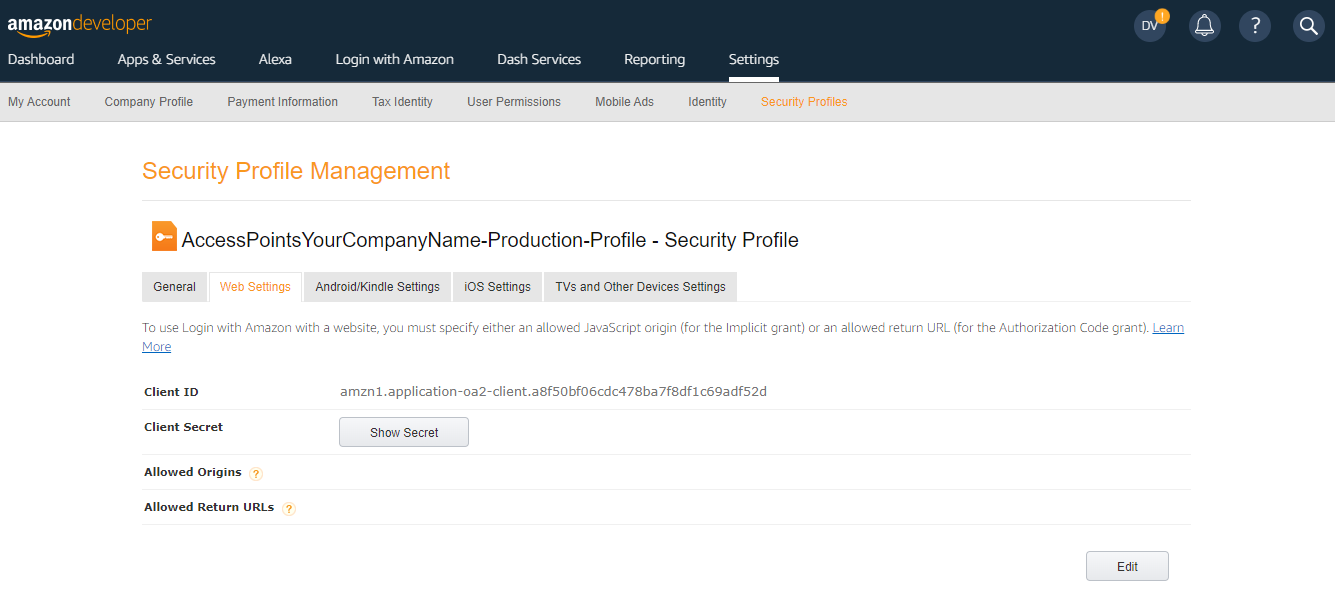 amazondeveloper
DV !
?
Dashboard Apps & Services Alexa Login with Amazon Dash Services Reporting Settings
My Account Company Profile Payment Information Tax Identity User Permissions Mobile Ads Identity Security Profiles
Security Profile Management
AccessPointsYourCompanyName-Production-Profile - Security Profile
General Web Settings Android/Kindle Settings iOS Settings TVs and Other Devices Settings
To use Login with Amazon with a website, you must specify either an allowed JavaScript origin (for the Implicit grant) or an allowed return URL (for the Authorization Code grant). Learn
More
Client ID amzn1.application-oa2-client.a8f50bf06cdc478ba7f8df1c69adf52d
Client Secret Show Secret
Allowed Origins ?
Allowed Return URLs ?
Edit